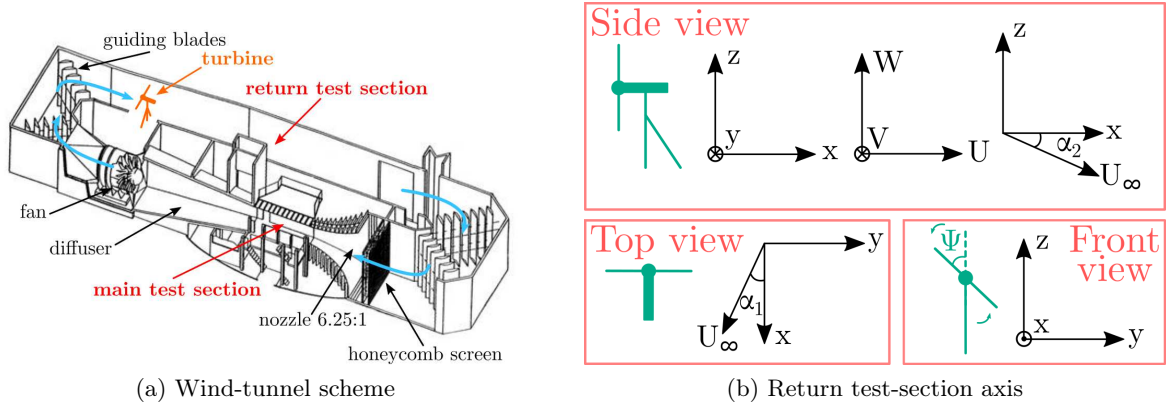 guiding blades
turbine
return test section
fan
diffuser
main test section
nozzle 6.25:1
honeycomb screen
(a) Wind-tunnel scheme
Side view
z
y
x
W
V
U
z
x
α₂
U∞
Top view
y
α₁
U∞
x
Front
view
Ψ
z
x
y
(b) Return test-section axis